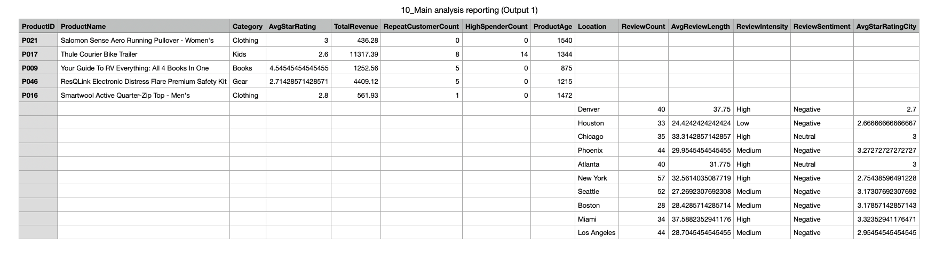 10_Main analysis reporting (Output 1)
ProductID ProductName Category AvgStarRating TotalRevenue RepeatCustomerCount HighSpenderCount ProductAge Location ReviewCount AvgReviewLength ReviewIntensity ReviewSentiment AvgStarRatingCity
P021 Salomon Sense Aero Running Pullover - Women's Clothing 3 436.28 0 0 1540
P017 Thule Courier Bike Trailer Kids 2.6 11317.39 8 14 1344
P009 Your Guide To RV Everything: All 4 Books In One Books 4.54545454545455 1252.56 5 0 875
P046 ResQLink Electronic Distress Flare Premium Safety Kit Gear 2.71428571428571 4409.12 5 0 1215
P016 Smartwool Active Quarter-Zip Top - Men's Clothing 2.8 561.93 1 0 1472
Denver 40 37.75 High Negative 2.7
Houston 33 24.4242424242424 Low Negative 2.66666666666667
Chicago 35 33.3142857142857 High Neutral 3
Phoenix 44 29.9545454545455 Medium Negative 3.27272727272727
Atlanta 40 31.775 High Neutral 3
New York 57 32.5614035087719 High Negative 2.75438596491228
Seattle 52 27.2692307692308 Medium Negative 3.17307692307692
Boston 28 28.4285714285714 Medium Negative 3.17857142857143
Miami 34 37.5882352941176 High Negative 3.32352941176471
Los Angeles 44 28.7045454545455 Medium Negative 2.95454545454545